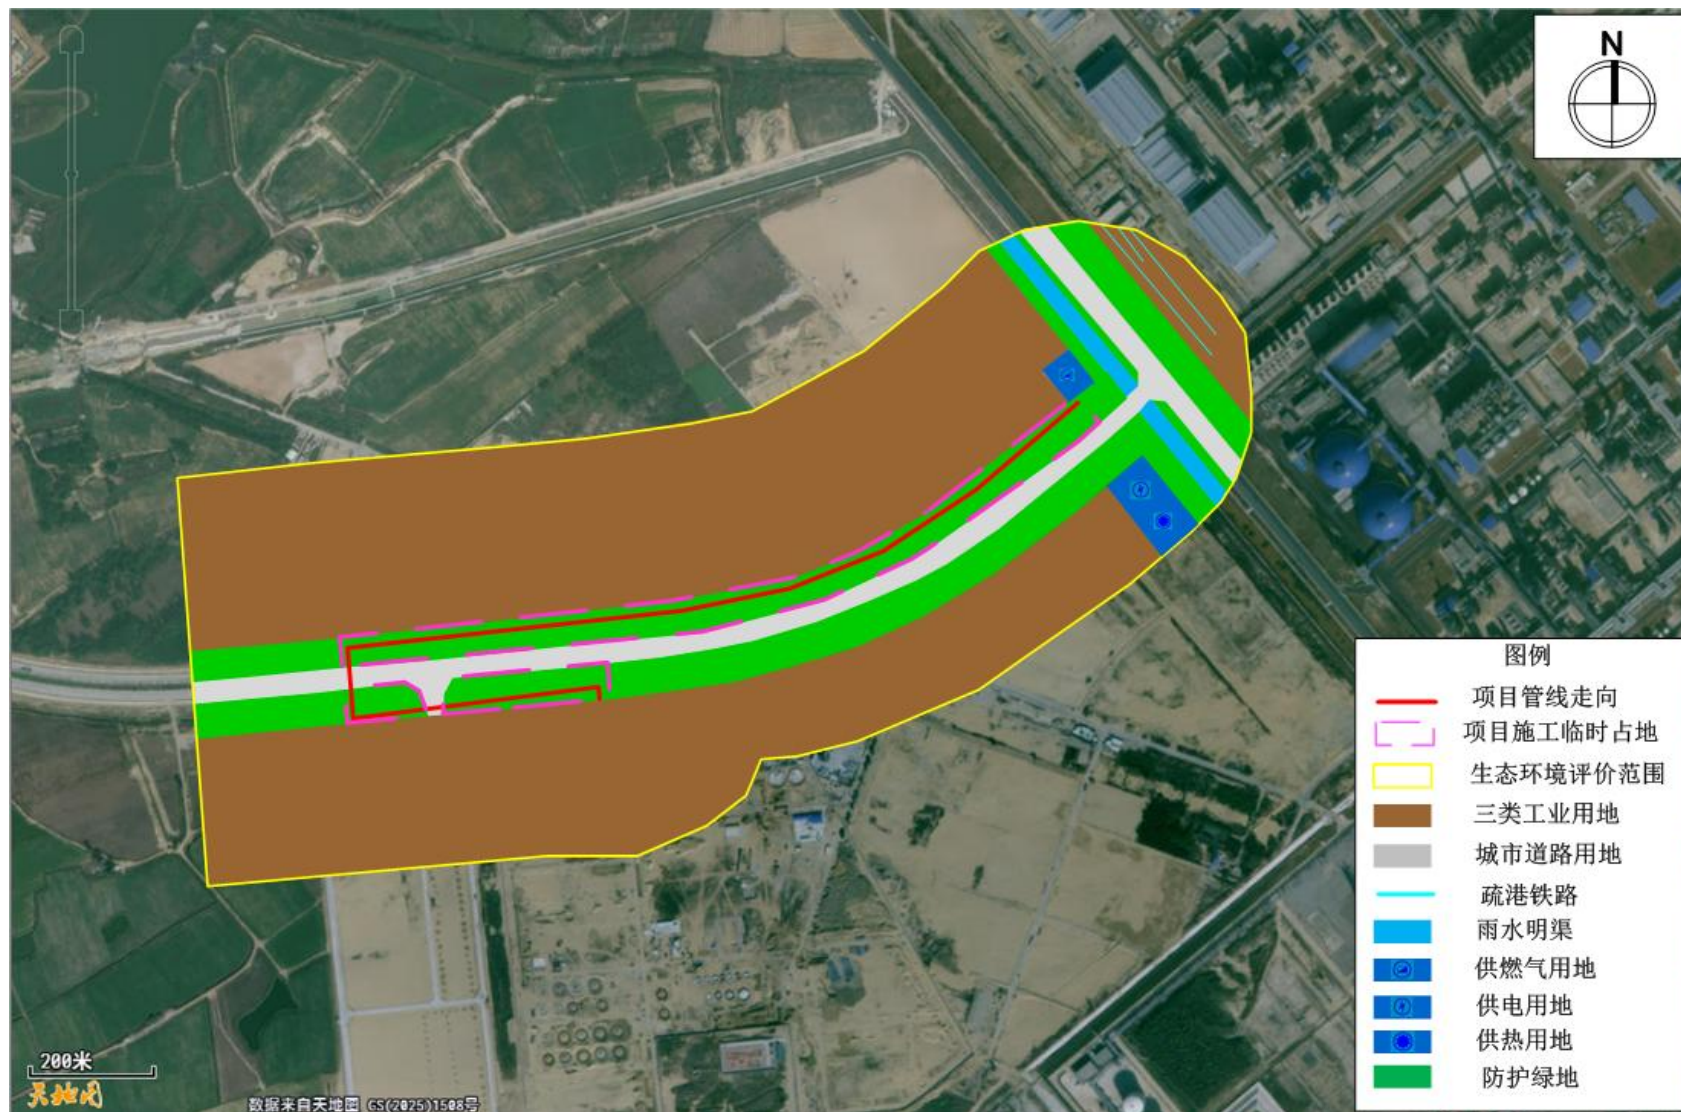 N
图例
项目管线走向
项目施工临时占地
生态环境评价范围
三类工业用地
城市道路用地
疏港铁路
雨水明渠
供燃气用地
供电用地
供热用地
防护绿地
200米
天地图
数据来自天地图 GS(2025)1508号